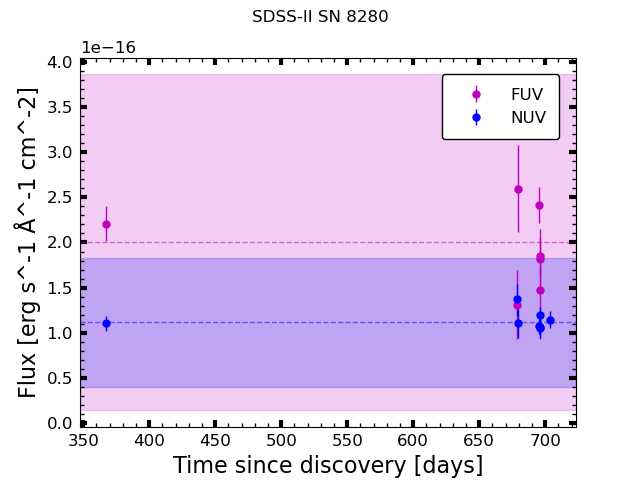 SDSS-II SN 8280
1e−16
FUV
NUV
4.0
3.5
3.0
2.5
2.0
1.5
1.0
0.5
0.0
Flux [erg s^-1 Å^-1 cm^-2]
350 400 450 500 550 600 650 700
Time since discovery [days]